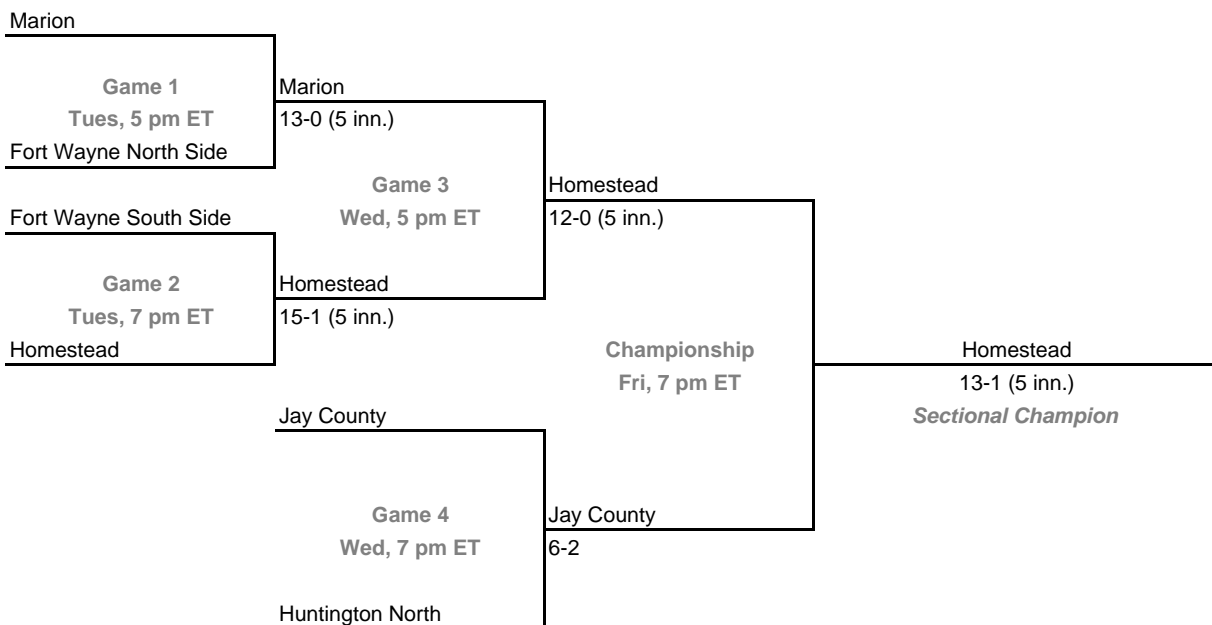 Marion
Game 1
Tues, 5 pm ET
Fort Wayne North Side
Marion
13-0 (5 inn.)
Fort Wayne South Side
Game 2
Tues, 7 pm ET
Homestead
Homestead
15-1 (5 inn.)
Game 3
Wed, 5 pm ET
Homestead
12-0 (5 inn.)
Jay County
Game 4
Wed, 7 pm ET
Huntington North
Jay County
6-2
Championship
Fri, 7 pm ET
Homestead
13-1 (5 inn.)
Sectional Champion